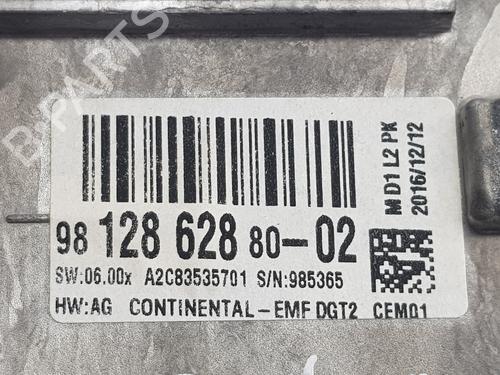 98 128 628 80-02
SW:06.00x A2C83535701 S/N:985365
HW:AG CONTINENTAL-EMF DGT2 CEM01
M D1 L2 PK
2016/12/12
B-PARTS